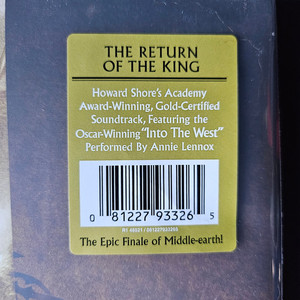 THE RETURN
OF THE KING
Howard Shore's Academy
Award-Winning, Gold-Certified
Soundtrack, Featuring the
Oscar-Winning "Into The West"
Performed By Annie Lennox
0 81227 93326 5
The Epic Finale of Middle-earth!